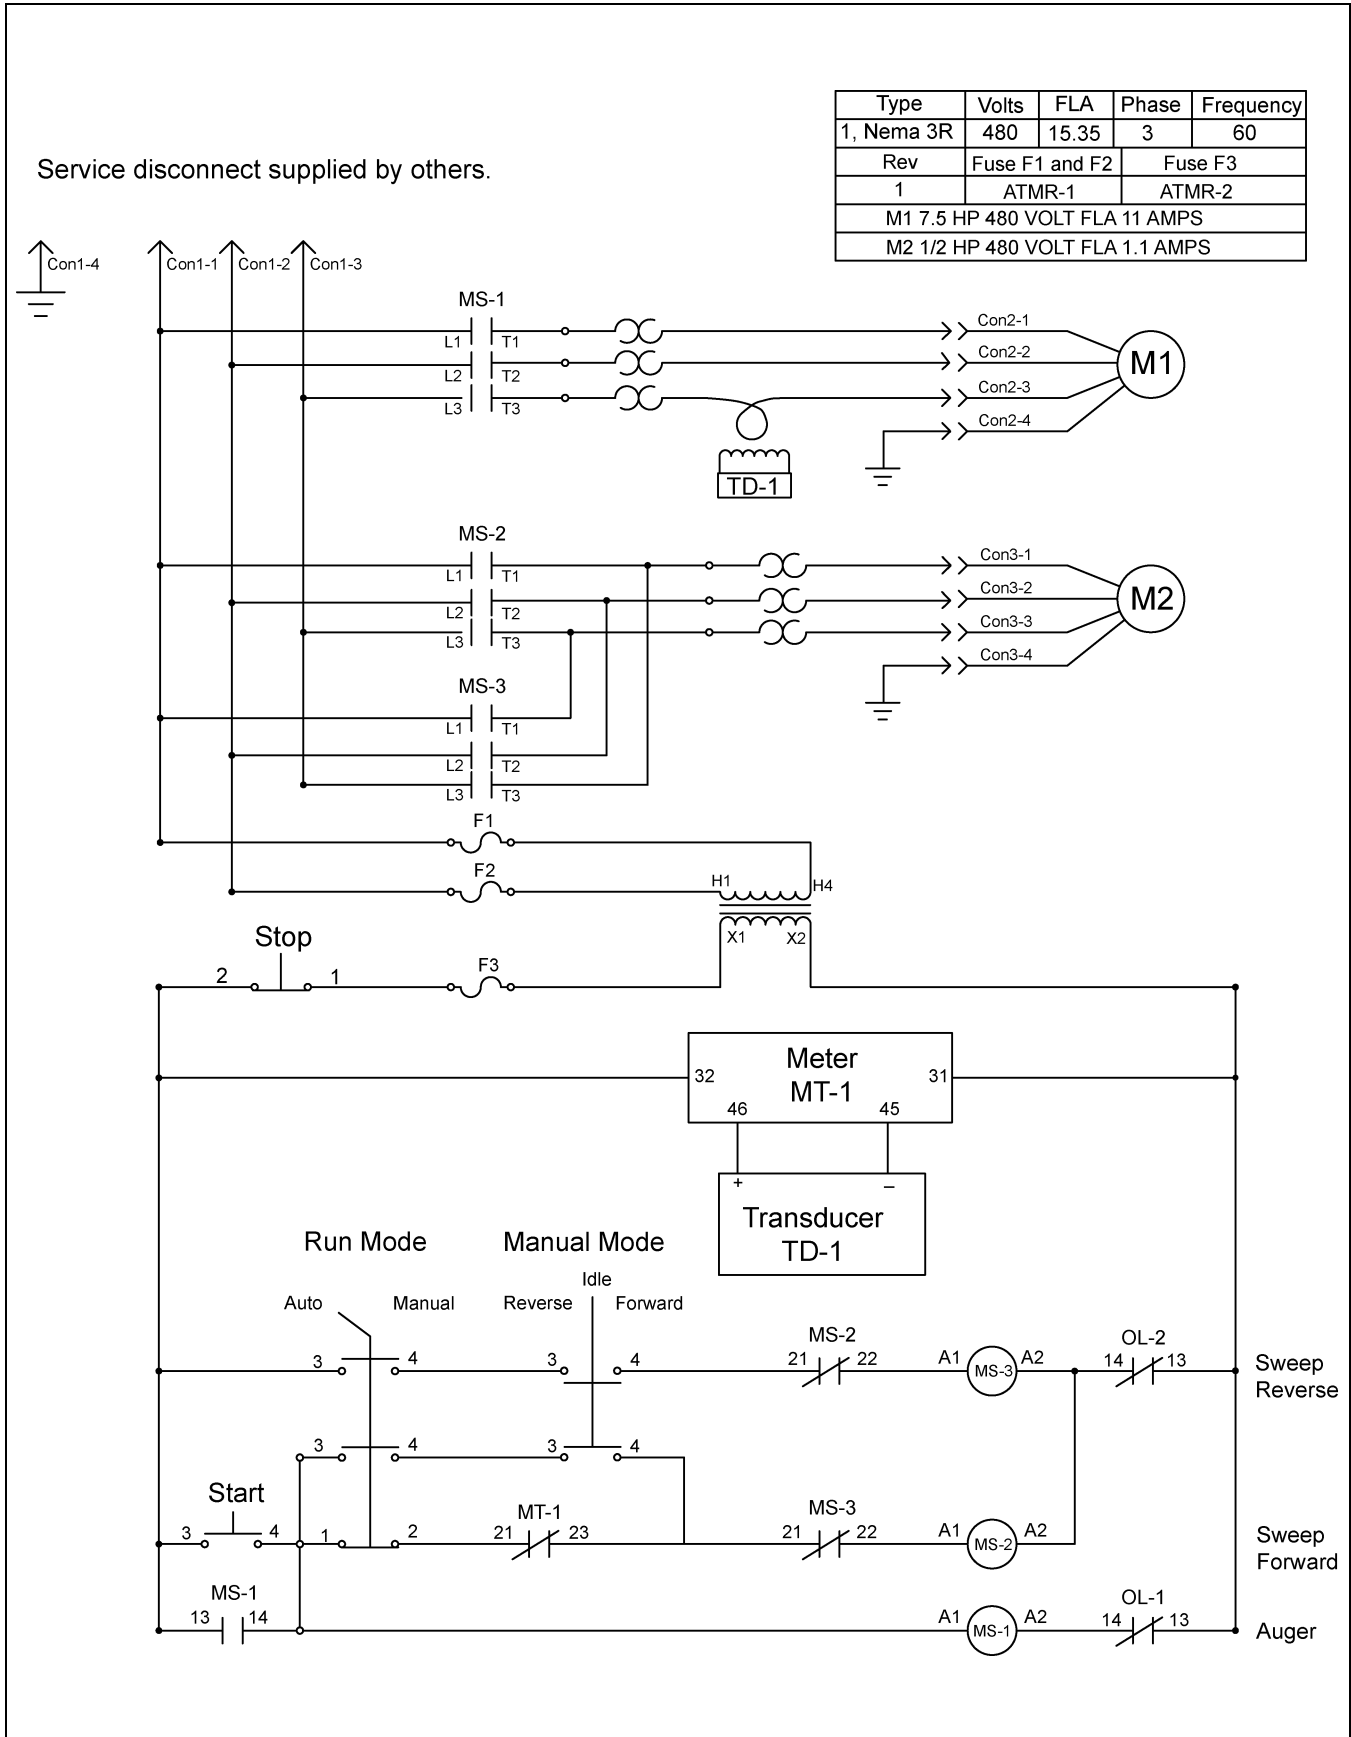 Type Volts FLA Phase Frequency
1, Nema 3R 480 15.35 3 60
Rev Fuse F1 and F2 Fuse F3
1 ATMR-1 ATMR-2
M1 7.5 HP 480 VOLT FLA 11 AMPS
M2 1/2 HP 480 VOLT FLA 1.1 AMPS
Service disconnect supplied by others.
Con1-4 Con1-1 Con1-2 Con1-3
MS-1
L1 T1 Con2-1
L2 T2 Con2-2
L3 T3 Con2-3
Con2-4
M1
TD-1
MS-2
L1 T1 Con3-1
L2 T2 Con3-2
L3 T3 Con3-3
Con3-4
M2
MS-3
L1 T1
L2 T2
L3 T3
F1
F2
H1 H4
X1 X2
Stop
2 1 F3
Meter
MT-1
32 31
46 45
+ –
Transducer
TD-1
Run Mode Manual Mode
Idle
Auto Manual Reverse Forward
MS-2 OL-2
3 4 3 4 21 22 A1 MS-3 A2 14 13
Sweep
Reverse
3 4 3 4
Start MT-1 MS-3
3 4 1 2 21 23 21 22 A1 MS-2 A2
Sweep
Forward
MS-1 OL-1
13 14 A1 MS-1 A2 14 13 Auger